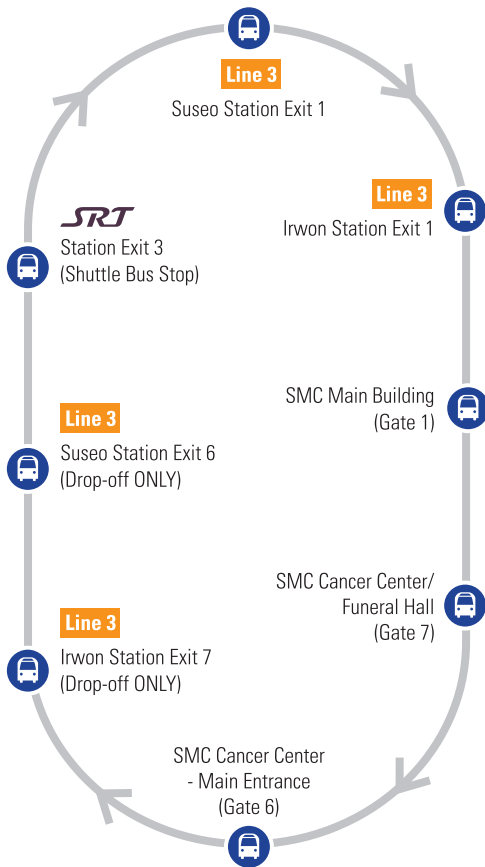 Line 3
Suseo Station Exit 1
Line 3
Irwon Station Exit 1
SRT
Station Exit 3
(Shuttle Bus Stop)
SMC Main Building
(Gate 1)
Line 3
Suseo Station Exit 6
(Drop-off ONLY)
SMC Cancer Center/
Funeral Hall
(Gate 7)
Line 3
Irwon Station Exit 7
(Drop-off ONLY)
SMC Cancer Center
- Main Entrance
(Gate 6)